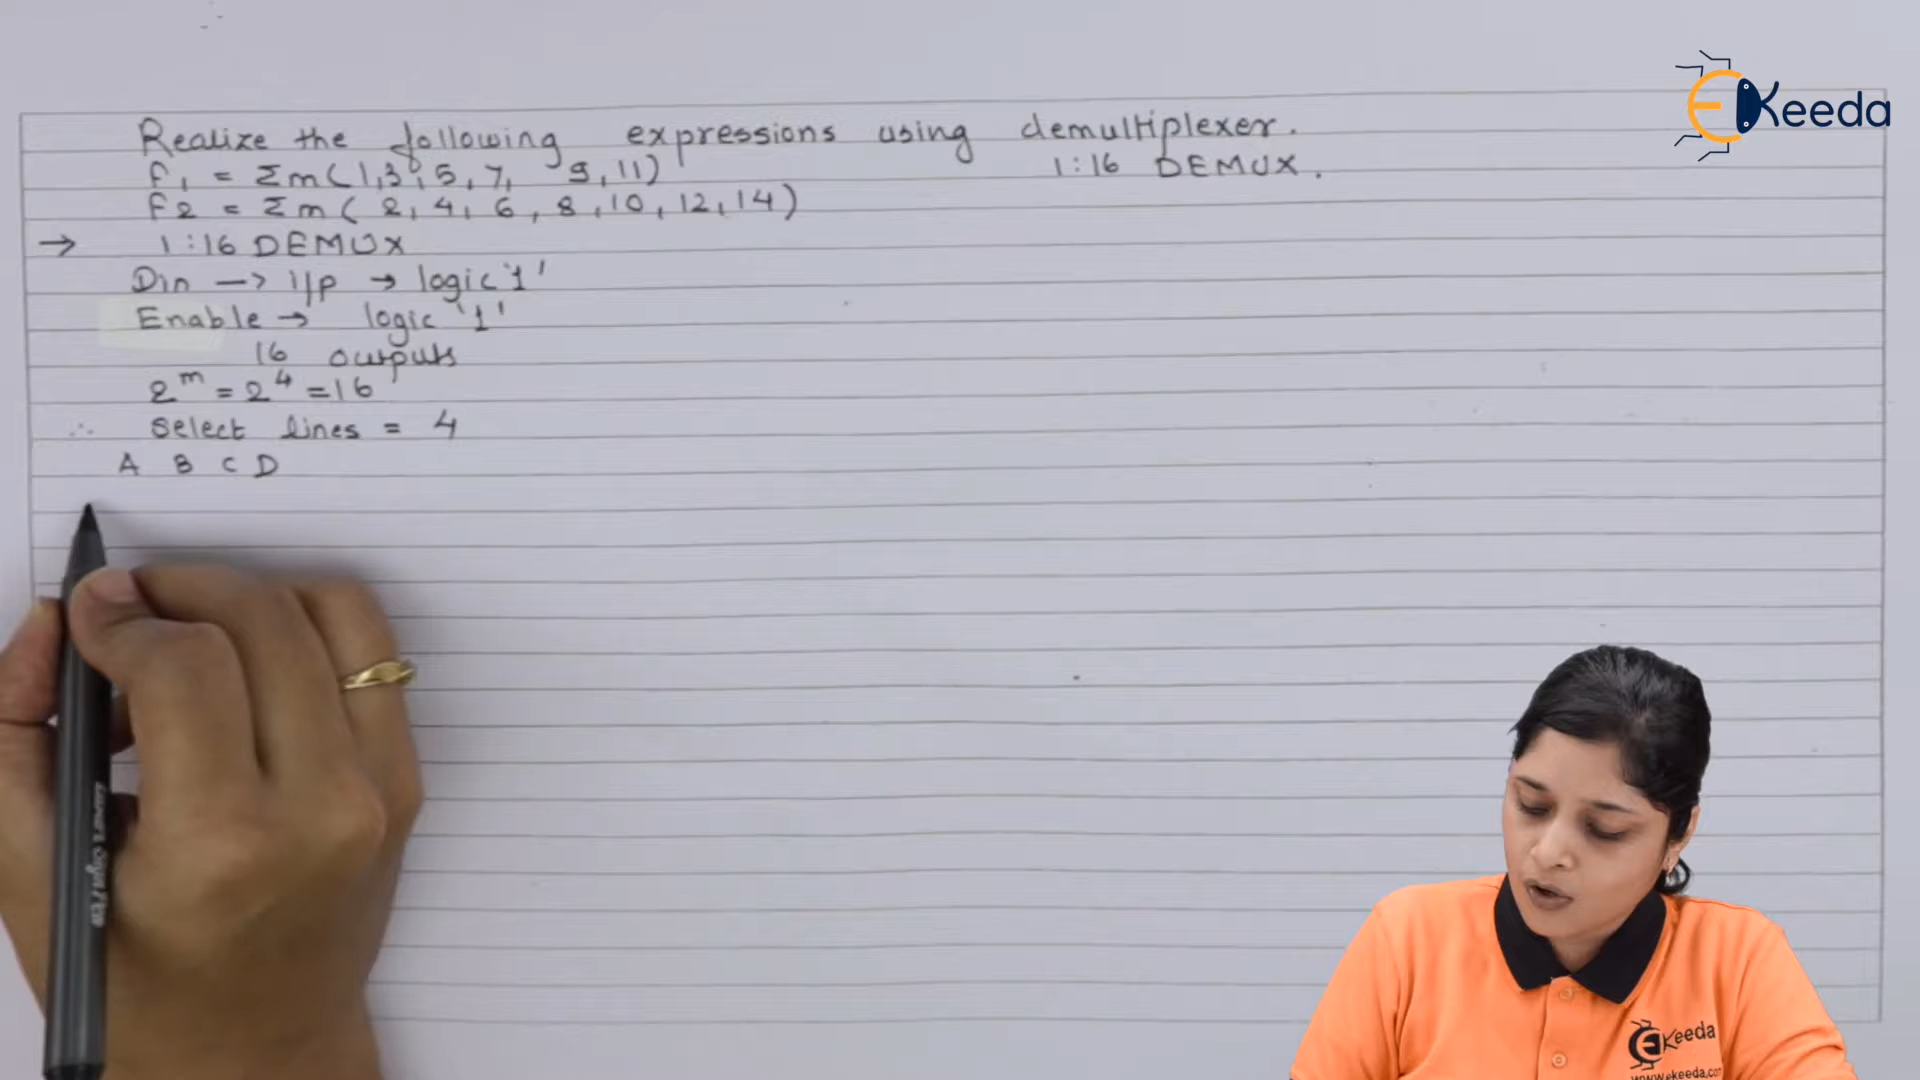 EKeeda
Realize the following expressions using demultiplexer.
f1 = Σm(1,3,5,7, 9,11) 1:16 DEMUX.
f2 = Σm( 2, 4, 6, 8, 10, 12, 14)
→ 1:16 DEMUX
Din → I/p → logic '1'
Enable → logic '1'
16 outputs
2^m = 2^4 = 16
∴ Select lines = 4
A B C D
EKeeda
www.ekeeda.com